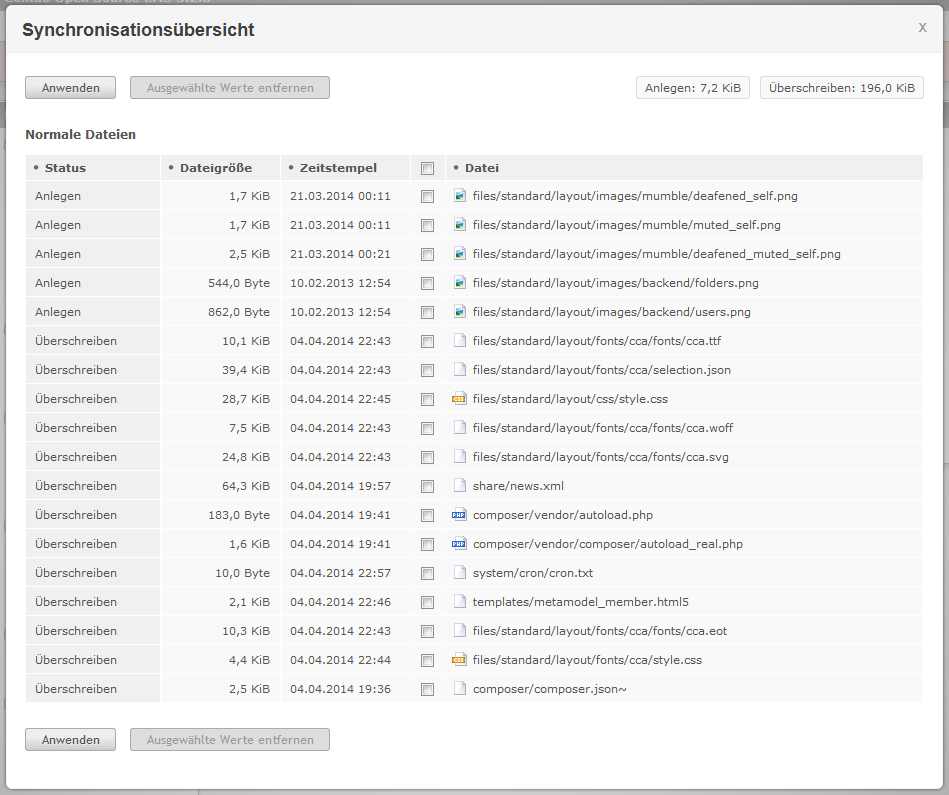 Synchronisationsübersicht X
Anwenden Ausgewählte Werte entfernen Anlegen: 7,2 KiB Überschreiben: 196,0 KiB
Normale Dateien
• Status • Dateigröße • Zeitstempel • Datei
Anlegen 1,7 KiB 21.03.2014 00:11 files/standard/layout/images/mumble/deafened_self.png
Anlegen 1,7 KiB 21.03.2014 00:11 files/standard/layout/images/mumble/muted_self.png
Anlegen 2,5 KiB 21.03.2014 00:21 files/standard/layout/images/mumble/deafened_muted_self.png
Anlegen 544,0 Byte 10.02.2013 12:54 files/standard/layout/images/backend/folders.png
Anlegen 862,0 Byte 10.02.2013 12:54 files/standard/layout/images/backend/users.png
Überschreiben 10,1 KiB 04.04.2014 22:43 files/standard/layout/fonts/cca/fonts/cca.ttf
Überschreiben 39,4 KiB 04.04.2014 22:43 files/standard/layout/fonts/cca/selection.json
Überschreiben 28,7 KiB 04.04.2014 22:45 CSS files/standard/layout/css/style.css
Überschreiben 7,5 KiB 04.04.2014 22:43 files/standard/layout/fonts/cca/fonts/cca.woff
Überschreiben 24,8 KiB 04.04.2014 22:43 files/standard/layout/fonts/cca/fonts/cca.svg
Überschreiben 64,3 KiB 04.04.2014 19:57 share/news.xml
Überschreiben 183,0 Byte 04.04.2014 19:41 PHP composer/vendor/autoload.php
Überschreiben 1,6 KiB 04.04.2014 19:41 PHP composer/vendor/composer/autoload_real.php
Überschreiben 10,0 Byte 04.04.2014 22:57 system/cron/cron.txt
Überschreiben 2,1 KiB 04.04.2014 22:46 templates/metamodel_member.html5
Überschreiben 10,3 KiB 04.04.2014 22:43 files/standard/layout/fonts/cca/fonts/cca.eot
Überschreiben 4,4 KiB 04.04.2014 22:44 CSS files/standard/layout/fonts/cca/style.css
Überschreiben 2,5 KiB 04.04.2014 19:36 composer/composer.json~
Anwenden Ausgewählte Werte entfernen